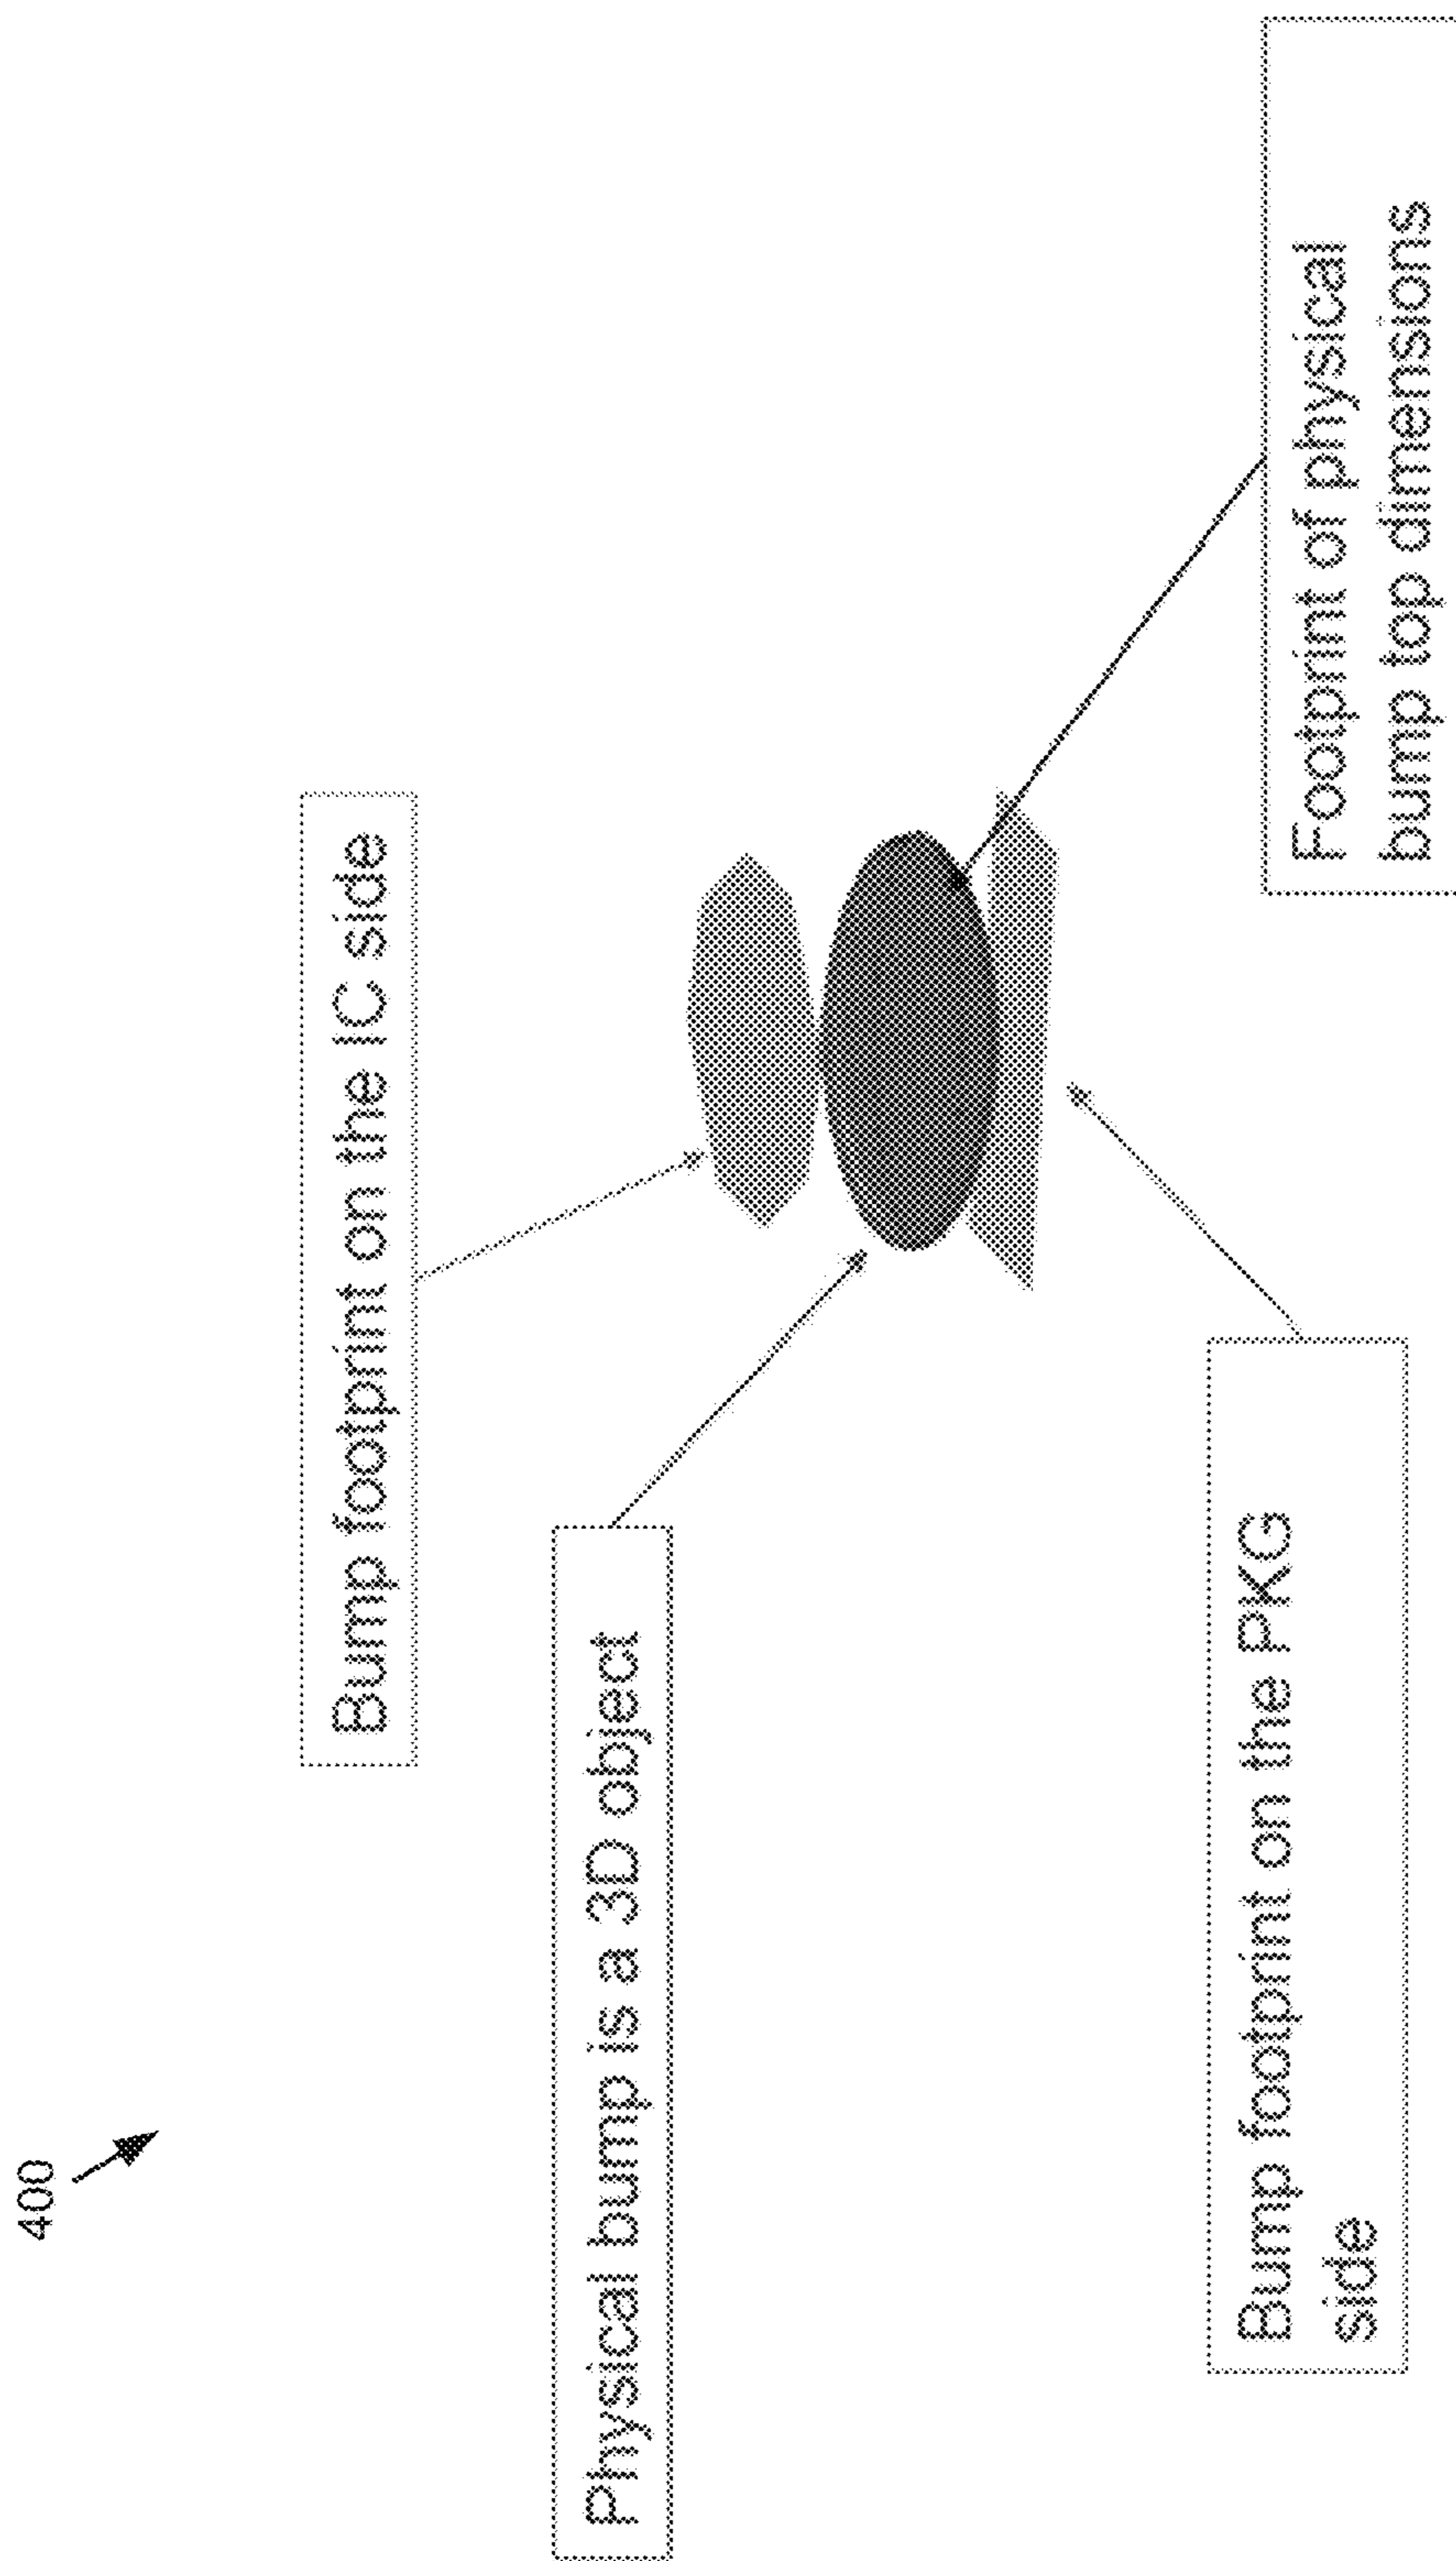 400
Bump footprint on the IC side
Physical bump is a 3D object
Bump footprint on the PKG
side
Footprint of physical
bump top dimensions